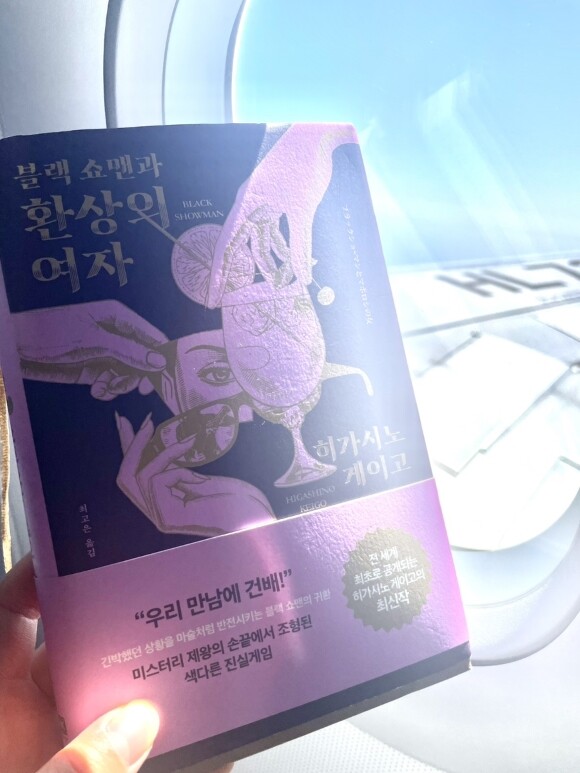 블랙 쇼맨과
환상의
여자
BLACK
SHOWMAN
히가시노
게이고
HIGASHINO
KEIGO
최고은 옮김
“우리 만남에 건배!”
긴박했던 상황을 마술처럼 반전시키는 블랙 쇼맨의 귀환
미스터리 제왕의 손끝에서 조형된
색다른 진실게임
전 세계
최초로 공개되는
히가시노 게이고의
최신작
HL7